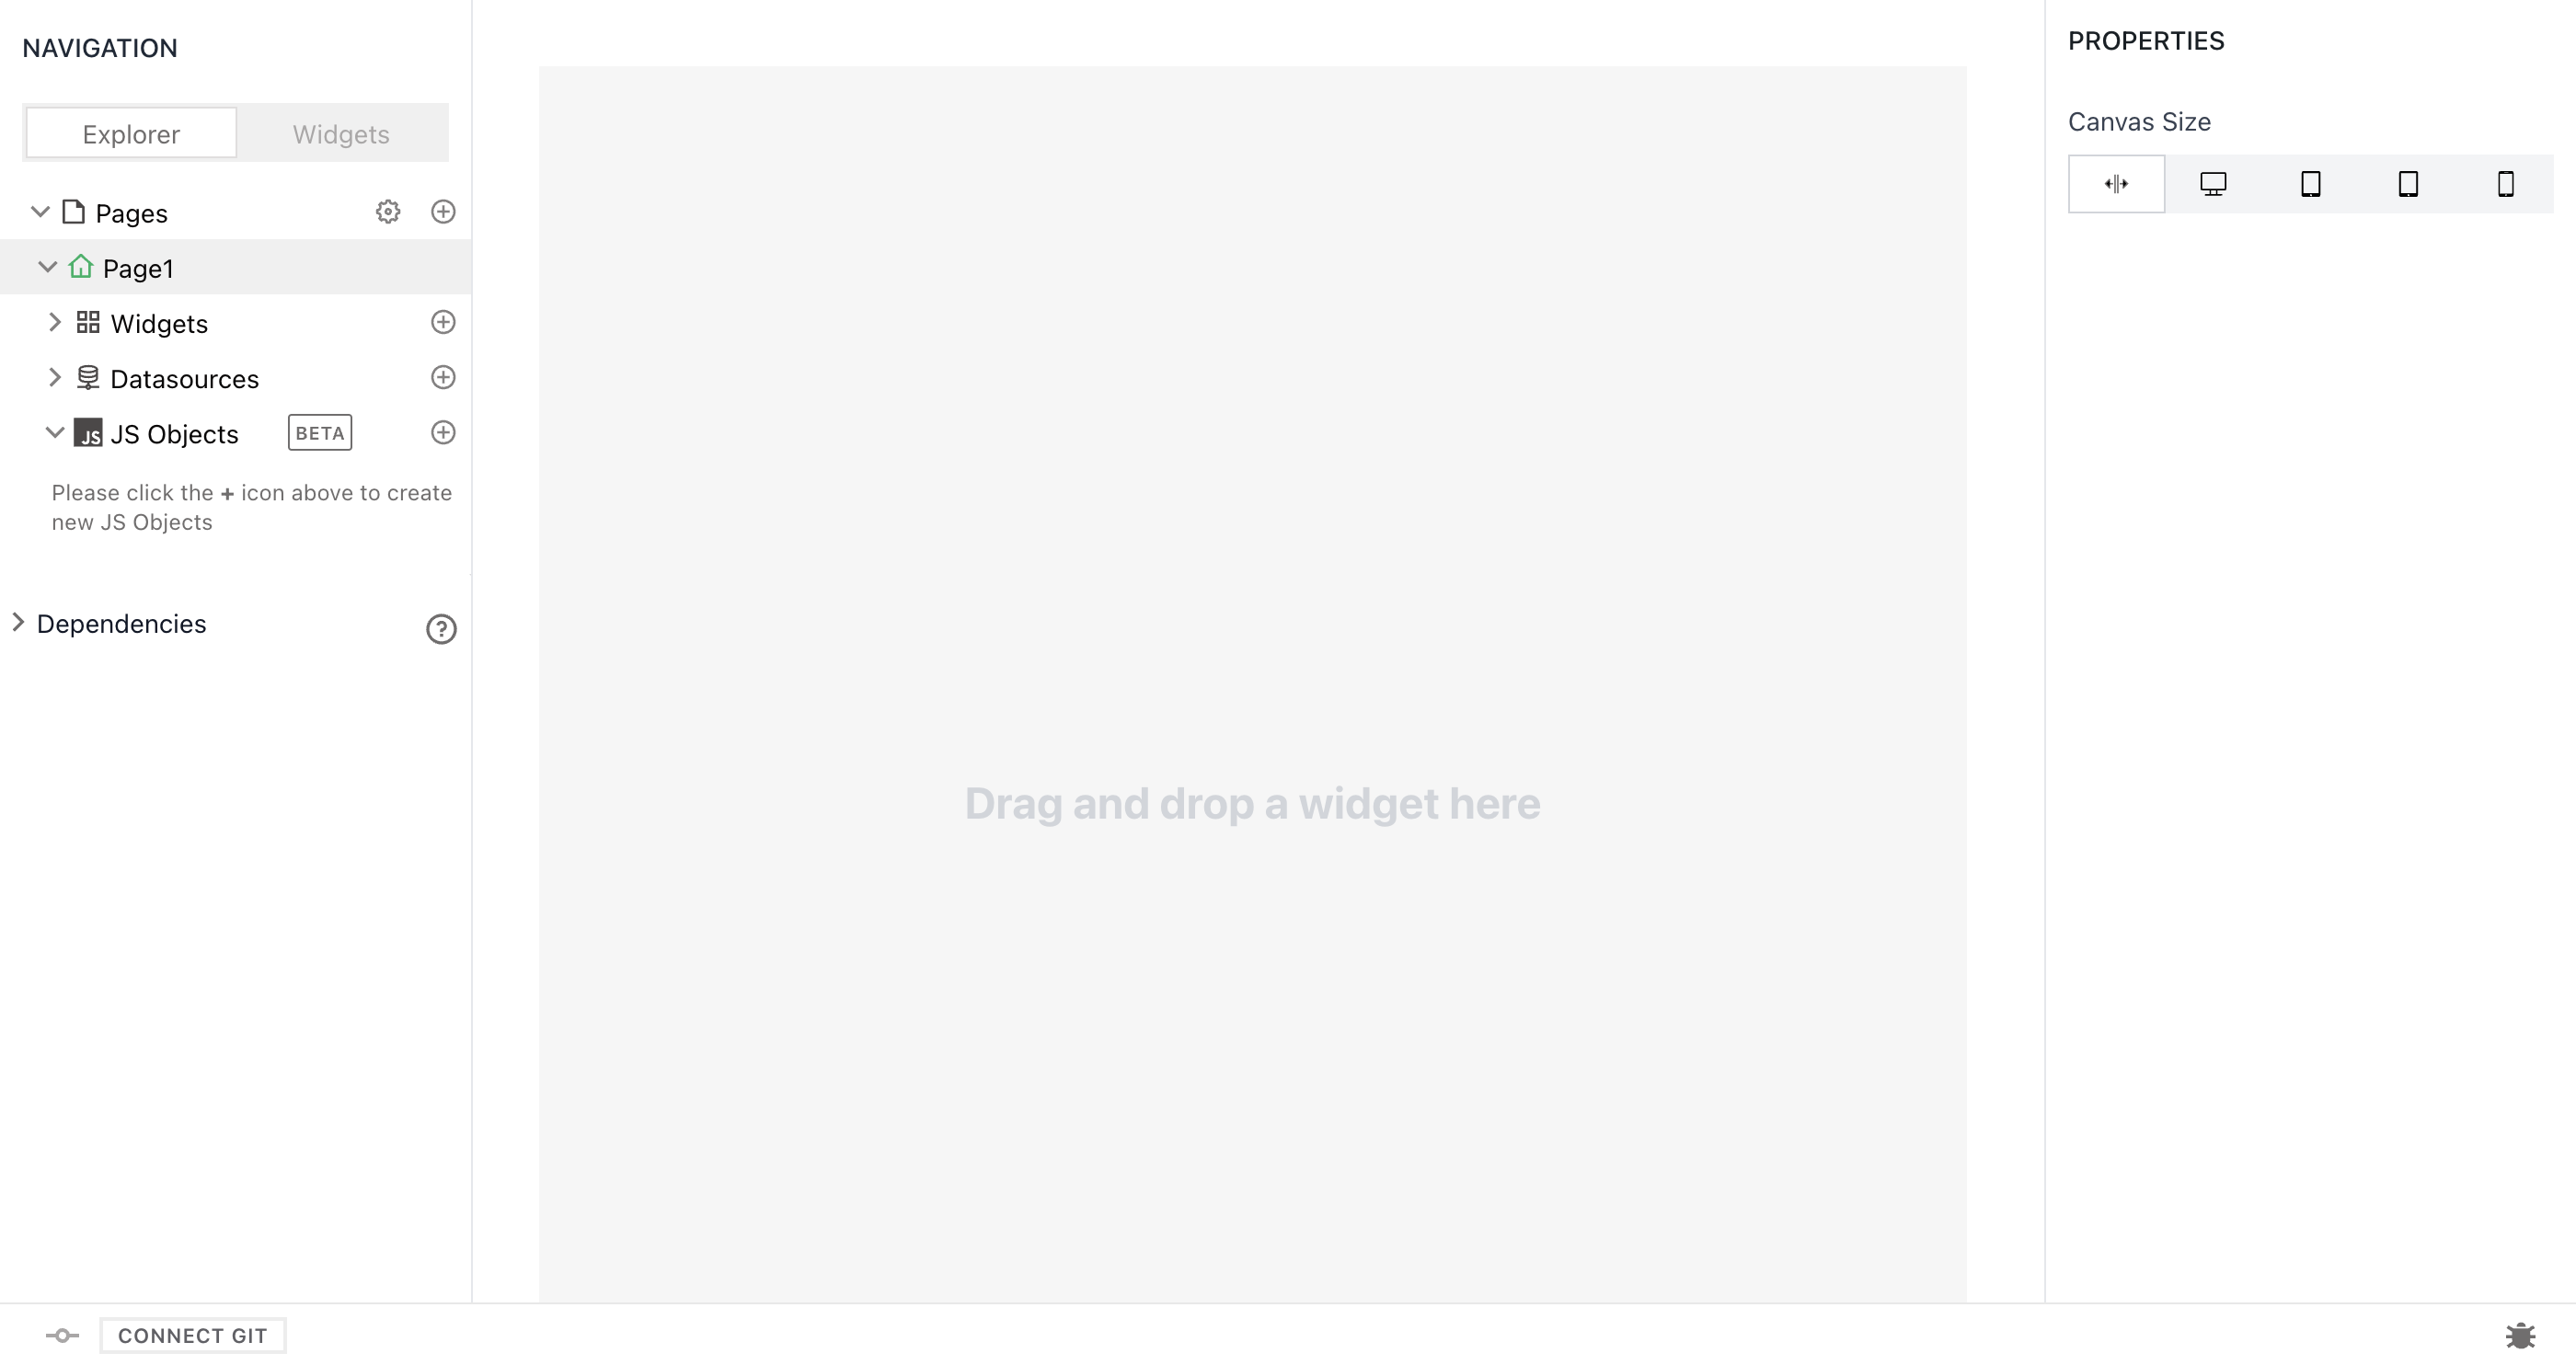 NAVIGATION
Explorer
Widgets
Pages
Page1
Widgets
Datasources
JS
JS Objects
BETA
Please click the + icon above to create
new JS Objects
Dependencies
Drag and drop a widget here
PROPERTIES
Canvas Size
CONNECT GIT